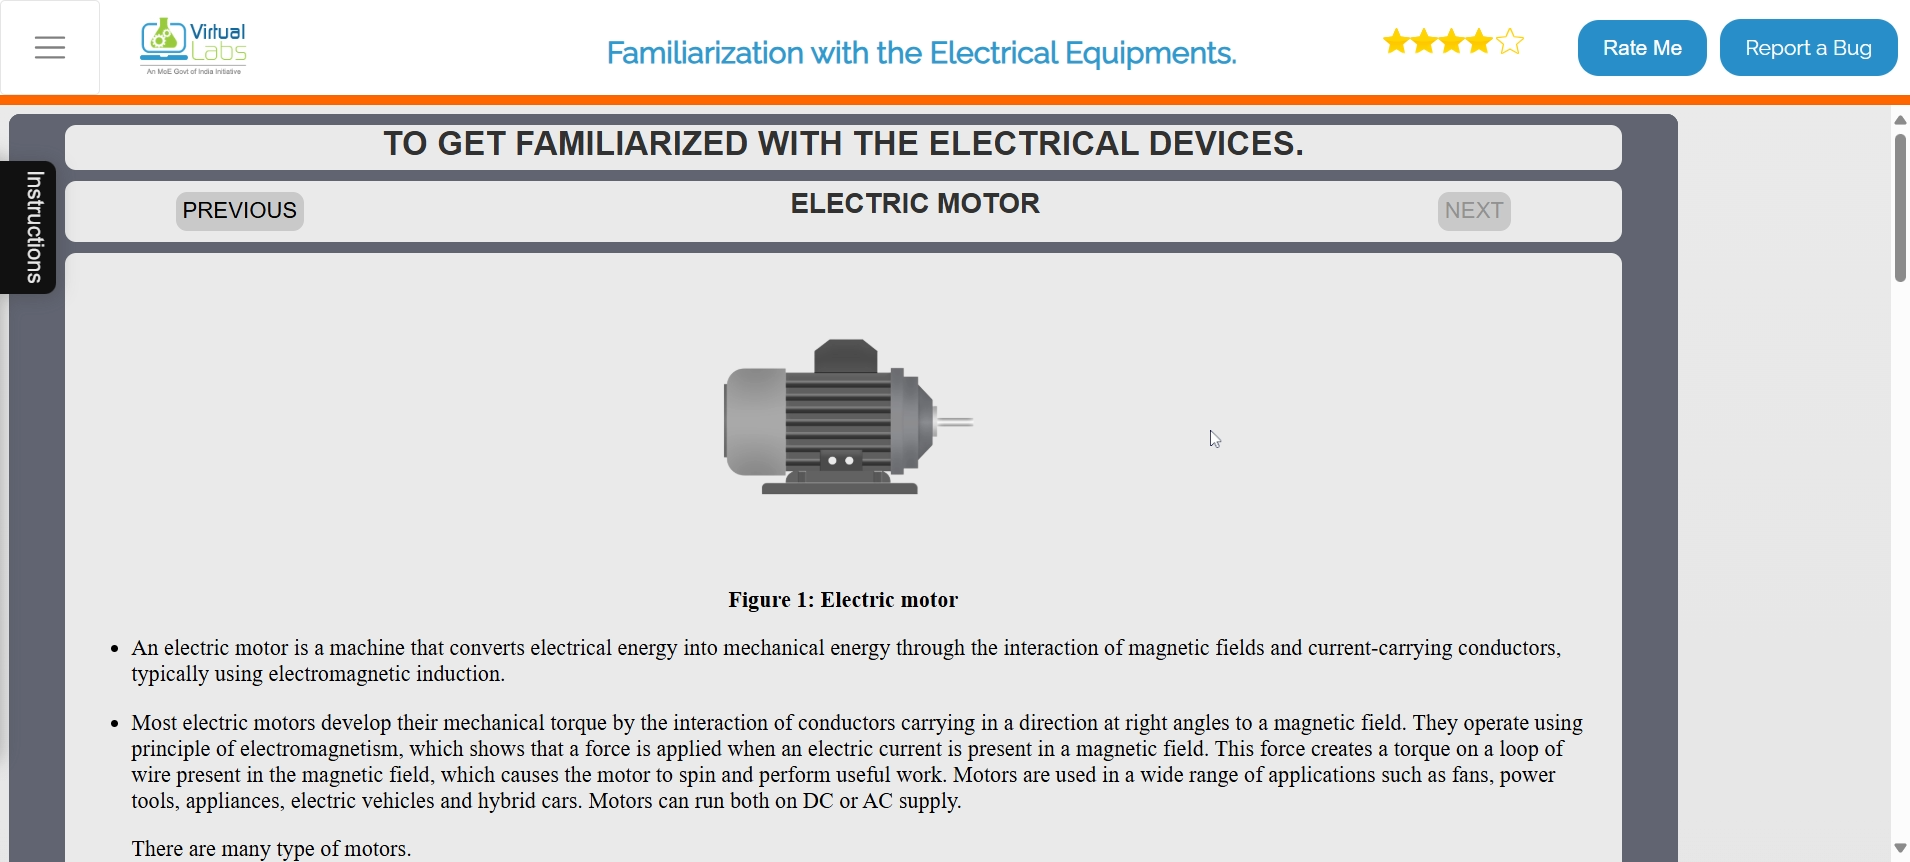 Virtual
Labs
An MoE Govt of India Initiative
Familiarization with the Electrical Equipments.
Rate Me
Report a Bug
TO GET FAMILIARIZED WITH THE ELECTRICAL DEVICES.
Instructions
PREVIOUS
ELECTRIC MOTOR
NEXT
Figure 1: Electric motor
• An electric motor is a machine that converts electrical energy into mechanical energy through the interaction of magnetic fields and current-carrying conductors,
typically using electromagnetic induction.
• Most electric motors develop their mechanical torque by the interaction of conductors carrying in a direction at right angles to a magnetic field. They operate using
principle of electromagnetism, which shows that a force is applied when an electric current is present in a magnetic field. This force creates a torque on a loop of
wire present in the magnetic field, which causes the motor to spin and perform useful work. Motors are used in a wide range of applications such as fans, power
tools, appliances, electric vehicles and hybrid cars. Motors can run both on DC or AC supply.
There are many type of motors.